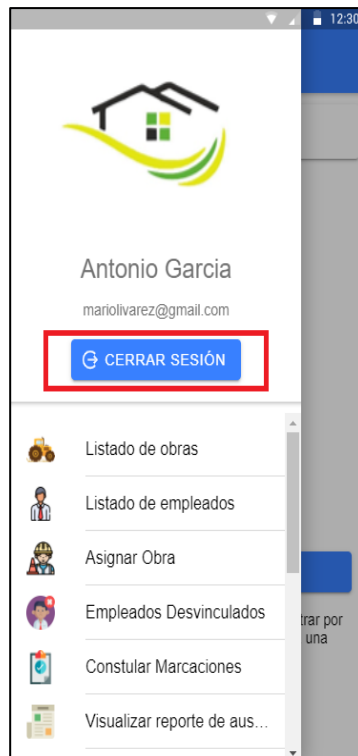 12:30
Antonio Garcia
mariolivarez@gmail.com
CERRAR SESIÓN
Listado de obras
Listado de empleados
Asignar Obra
Empleados Desvinculados
trar por
una
Constular Marcaciones
Visualizar reporte de aus...